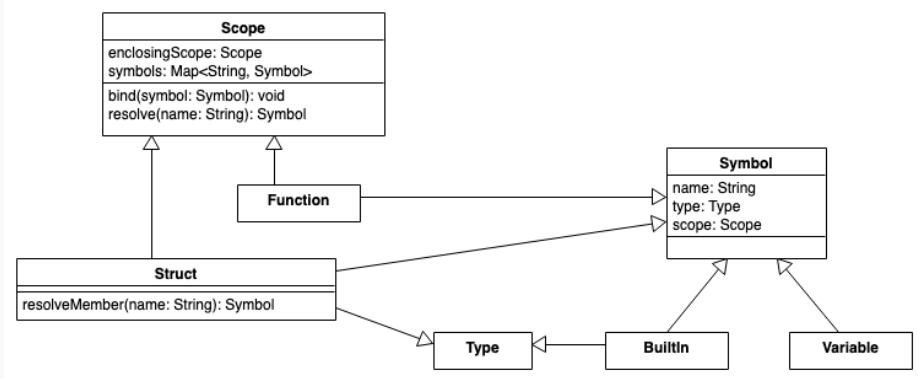 Scope
enclosingScope: Scope
symbols: Map<String, Symbol>
bind(symbol: Symbol): void
resolve(name: String): Symbol
Function
Symbol
name: String
type: Type
scope: Scope
Struct
resolveMember(name: String): Symbol
Type
BuiltIn
Variable